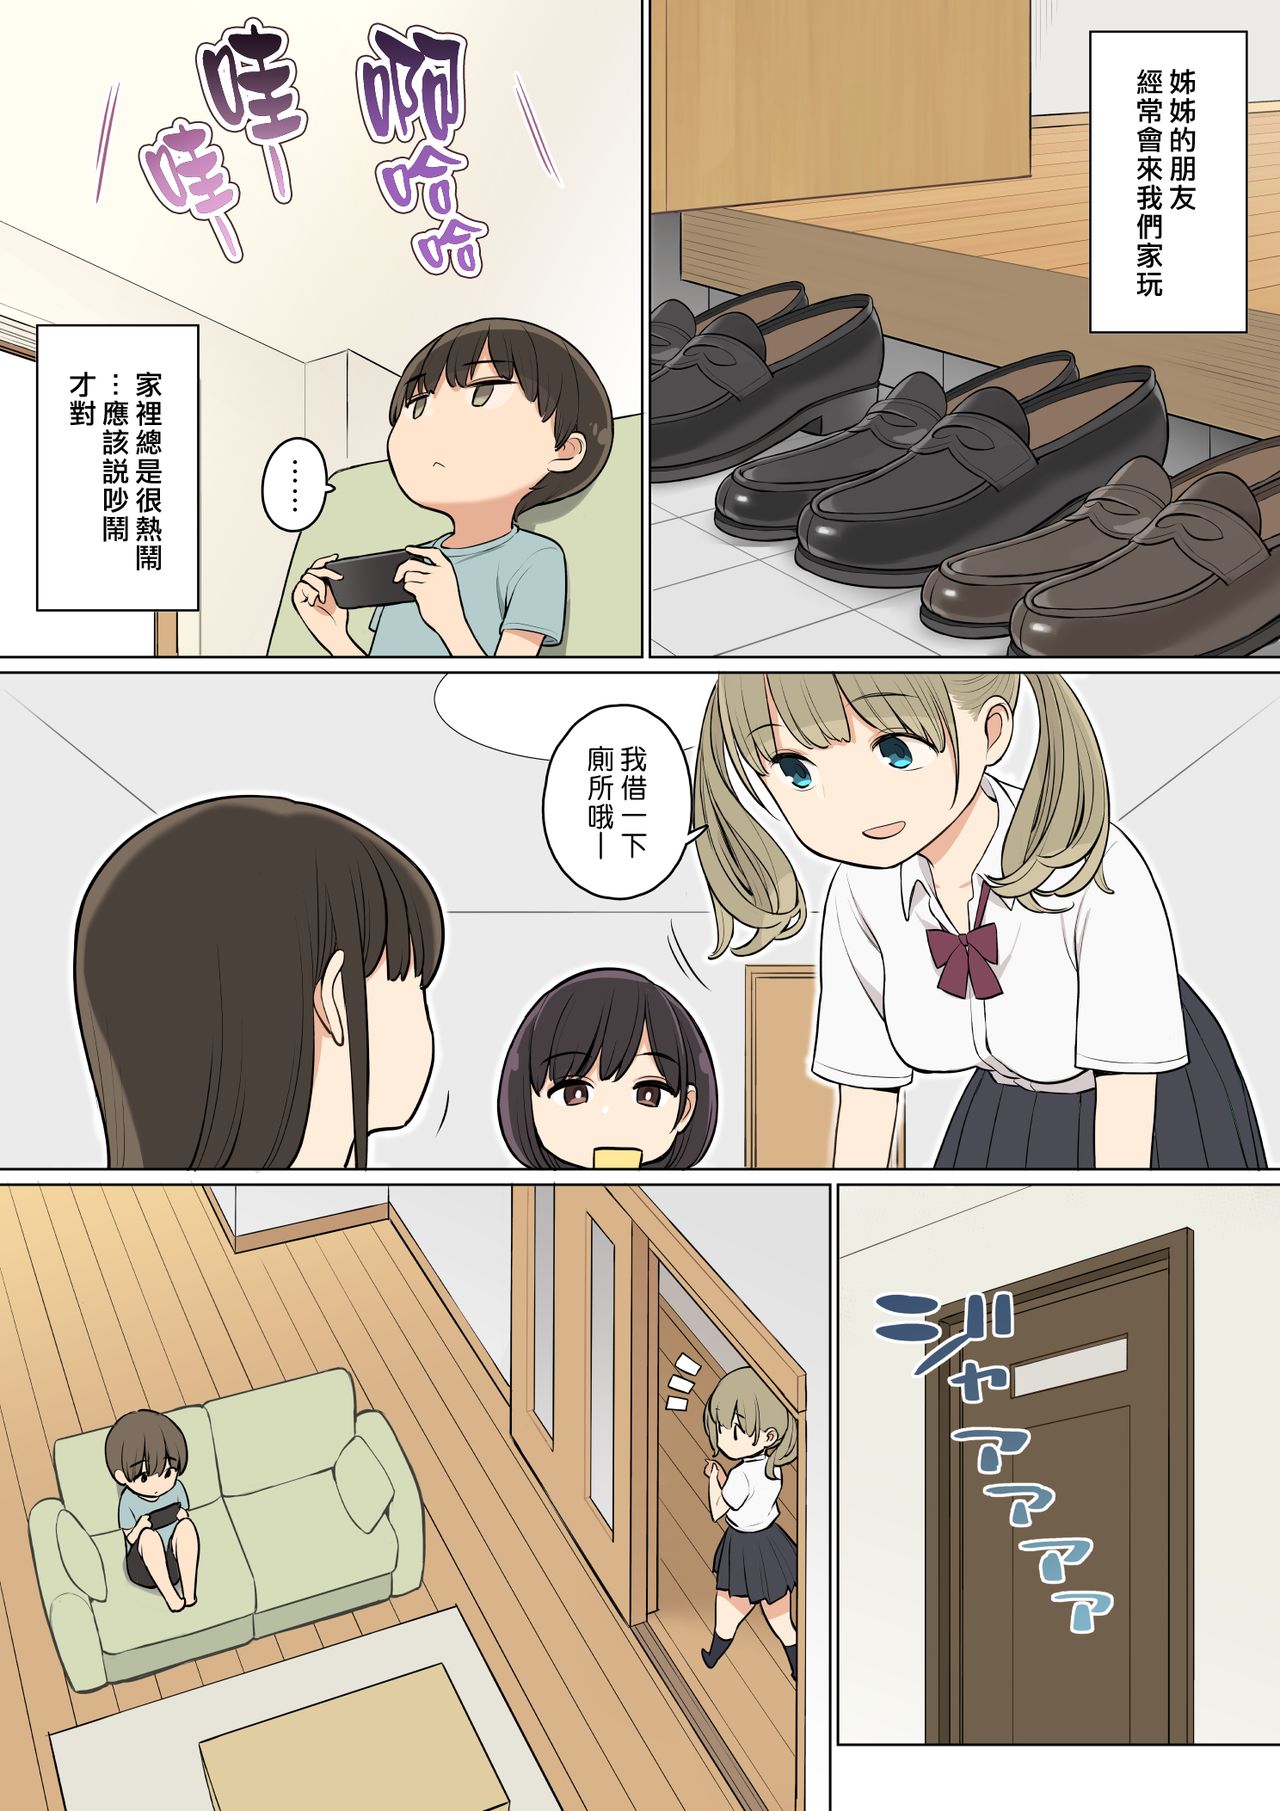 姊姊的朋友
經常會來我們家玩
啊哈哈哈
哇―
哇―
……
家裡總是很熱鬧
…應該說吵鬧
才對
我借一下
廁所哦―
ジャアアアア